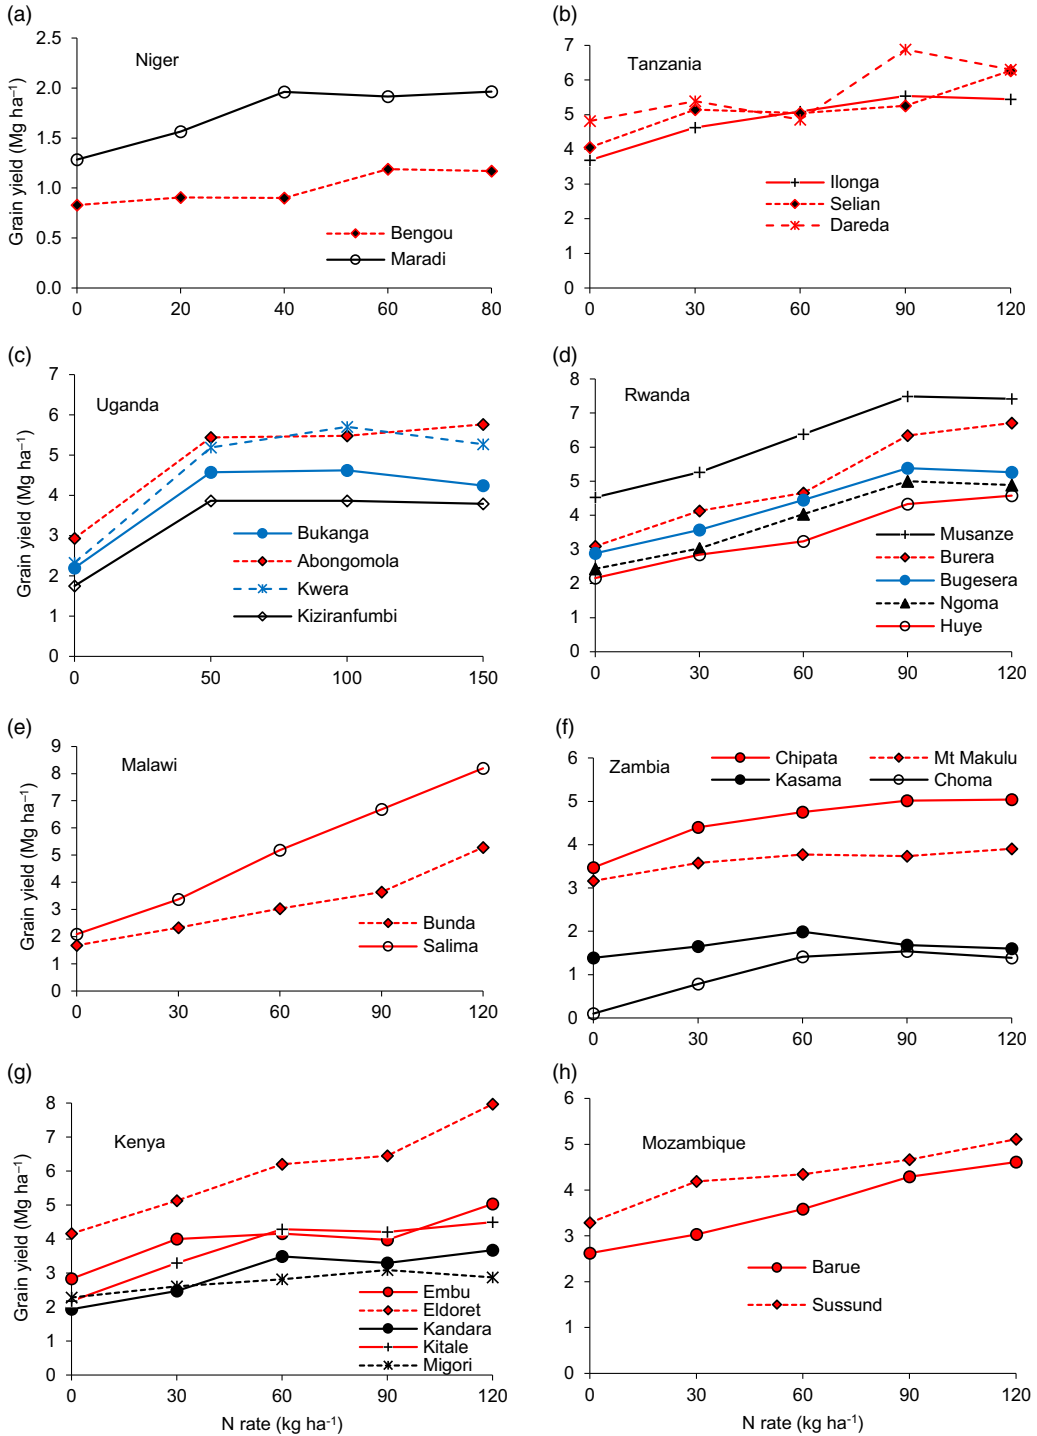 (a)
Niger
Grain yield (Mg ha⁻¹)
2.5
2.0
1.5
1.0
0.5
0.0
Bengou
Maradi
0 20 40 60 80
(b)
Tanzania
7
6
5
4
3
2
1
0
Ilonga
Selian
Dareda
0 30 60 90 120
(c)
Uganda
Grain yield (Mg ha⁻¹)
7
6
5
4
3
2
1
0
Bukanga
Abongomola
Kwera
Kiziranfumbi
0 50 100 150
(d)
Rwanda
8
7
6
5
4
3
2
1
0
Musanze
Burera
Bugesera
Ngoma
Huye
0 30 60 90 120
(e)
Malawi
Grain yield (Mg ha⁻¹)
9
8
7
6
5
4
3
2
1
0
Bunda
Salima
0 30 60 90 120
(f)
Zambia
Chipata Mt Makulu
Kasama Choma
6
5
4
3
2
1
0
0 30 60 90 120
(g)
Kenya
Grain yield (Mg ha⁻¹)
8
7
6
5
4
3
2
1
0
Embu
Eldoret
Kandara
Kitale
Migori
0 30 60 90 120
N rate (kg ha⁻¹)
(h)
Mozambique
6
5
4
3
2
1
0
Barue
Sussund
0 30 60 90 120
N rate (kg ha⁻¹)